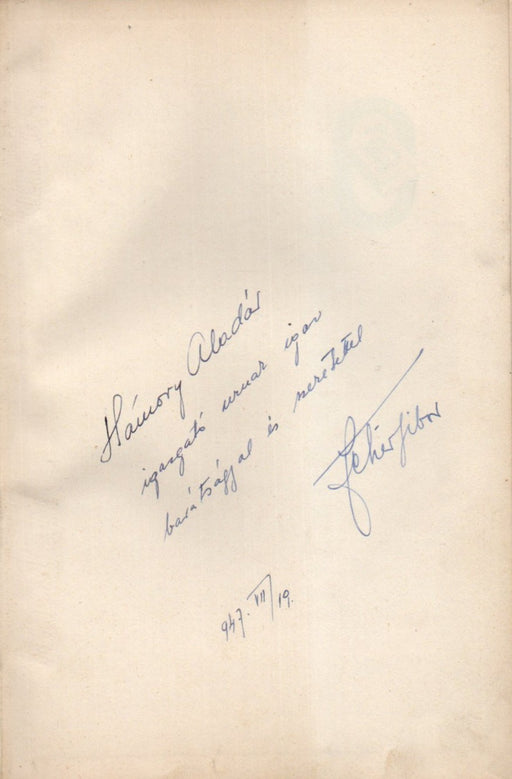 Hámory Aladár
igazgató urnak igaz
barátsággal és szeretettel
Fehér Tibor
947. VII/19.